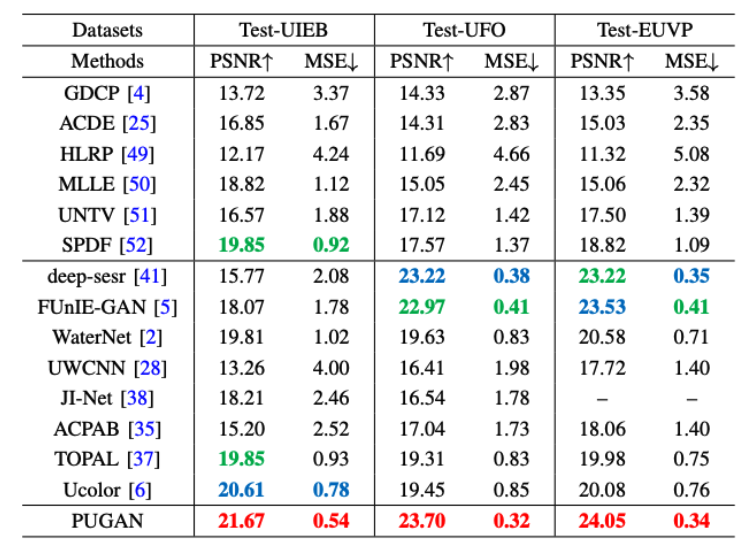 Datasets Test-UIEB Test-UFO Test-EUVP
Methods PSNR↑ MSE↓ PSNR↑ MSE↓ PSNR↑ MSE↓
GDCP [4] 13.72 3.37 14.33 2.87 13.35 3.58
ACDE [25] 16.85 1.67 14.31 2.83 15.03 2.35
HLRP [49] 12.17 4.24 11.69 4.66 11.32 5.08
MLLE [50] 18.82 1.12 15.05 2.45 15.06 2.32
UNTV [51] 16.57 1.88 17.12 1.42 17.50 1.39
SPDF [52] 19.85 0.92 17.57 1.37 18.82 1.09
deep-sesr [41] 15.77 2.08 23.22 0.38 23.22 0.35
FUnIE-GAN [5] 18.07 1.78 22.97 0.41 23.53 0.41
WaterNet [2] 19.81 1.02 19.63 0.83 20.58 0.71
UWCNN [28] 13.26 4.00 16.41 1.98 17.72 1.40
JI-Net [38] 18.21 2.46 16.54 1.78 – –
ACPAB [35] 15.20 2.52 17.04 1.73 18.06 1.40
TOPAL [37] 19.85 0.93 19.31 0.83 19.98 0.75
Ucolor [6] 20.61 0.78 19.45 0.85 20.08 0.76
PUGAN 21.67 0.54 23.70 0.32 24.05 0.34